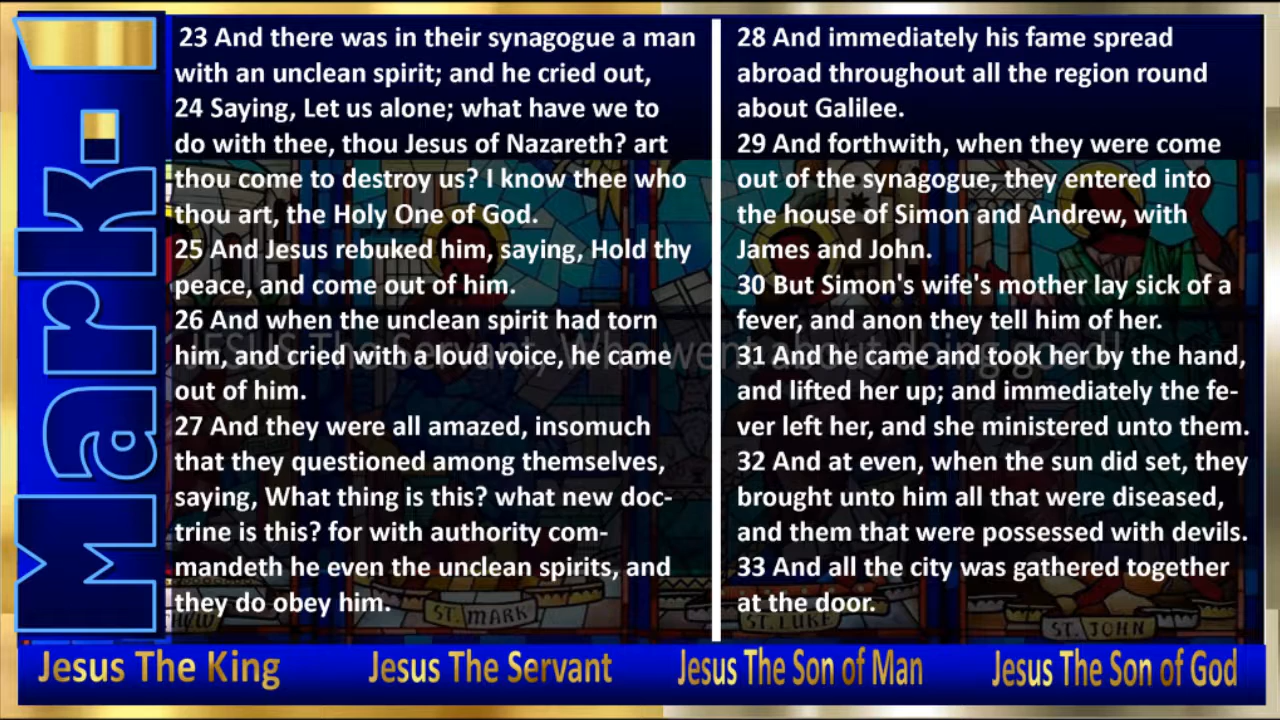 Mark 1
23 And there was in their synagogue a man
with an unclean spirit; and he cried out,
24 Saying, Let us alone; what have we to
do with thee, thou Jesus of Nazareth? art
thou come to destroy us? I know thee who
thou art, the Holy One of God.
25 And Jesus rebuked him, saying, Hold thy
peace, and come out of him.
26 And when the unclean spirit had torn
him, and cried with a loud voice, he came
out of him.
27 And they were all amazed, insomuch
that they questioned among themselves,
saying, What thing is this? what new doc-
trine is this? for with authority com-
mandeth he even the unclean spirits, and
they do obey him.
28 And immediately his fame spread
abroad throughout all the region round
about Galilee.
29 And forthwith, when they were come
out of the synagogue, they entered into
the house of Simon and Andrew, with
James and John.
30 But Simon's wife's mother lay sick of a
fever, and anon they tell him of her.
31 And he came and took her by the hand,
and lifted her up; and immediately the fe-
ver left her, and she ministered unto them.
32 And at even, when the sun did set, they
brought unto him all that were diseased,
and them that were possessed with devils.
33 And all the city was gathered together
at the door.
JESUS The Servant, Who went about doing good!
ST. MARK
ST. LUKE
ST. JOHN
Jesus The King
Jesus The Servant
Jesus The Son of Man
Jesus The Son of God